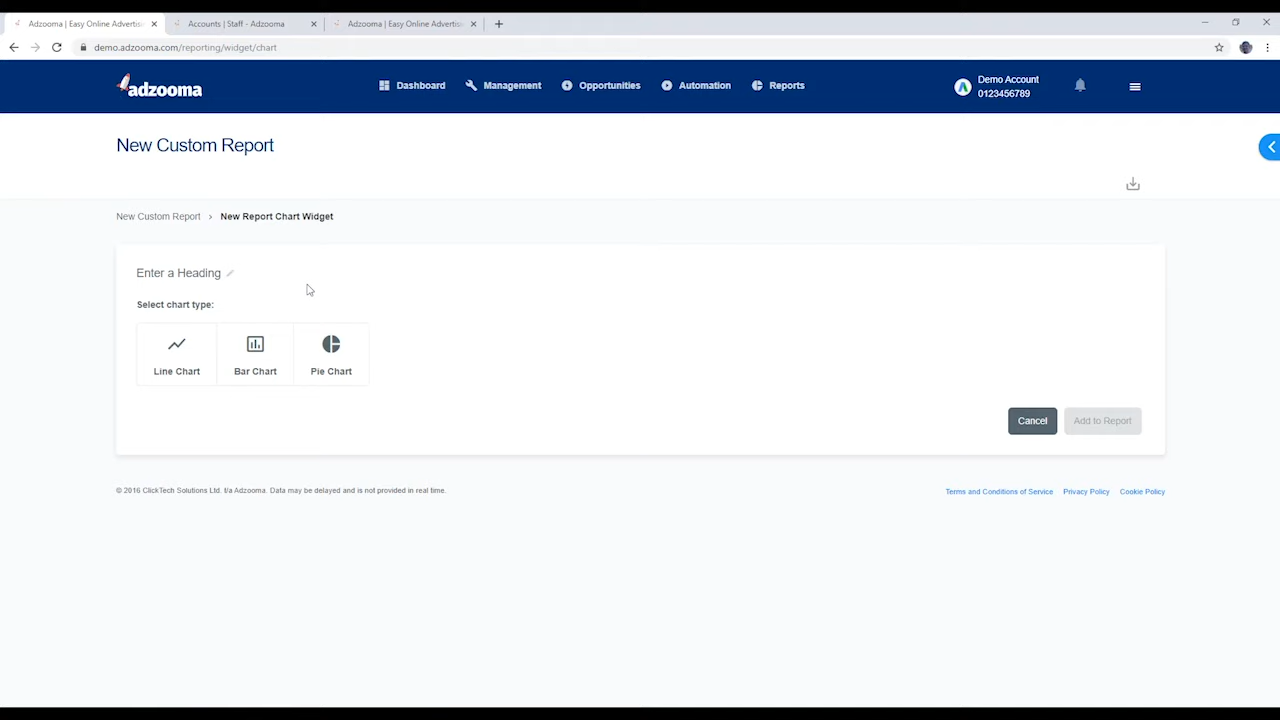 Adzooma | Easy Online Advertisi
Accounts | Staff - Adzooma
Adzooma | Easy Online Advertisi
demo.adzooma.com/reporting/widget/chart
adzooma
Dashboard
Management
Opportunities
Automation
Reports
Demo Account
0123456789
New Custom Report
New Custom Report › New Report Chart Widget
Enter a Heading
Select chart type:
Line Chart
Bar Chart
Pie Chart
Cancel
Add to Report
© 2016 ClickTech Solutions Ltd. t/a Adzooma. Data may be delayed and is not provided in real time.
Terms and Conditions of Service
Privacy Policy
Cookie Policy